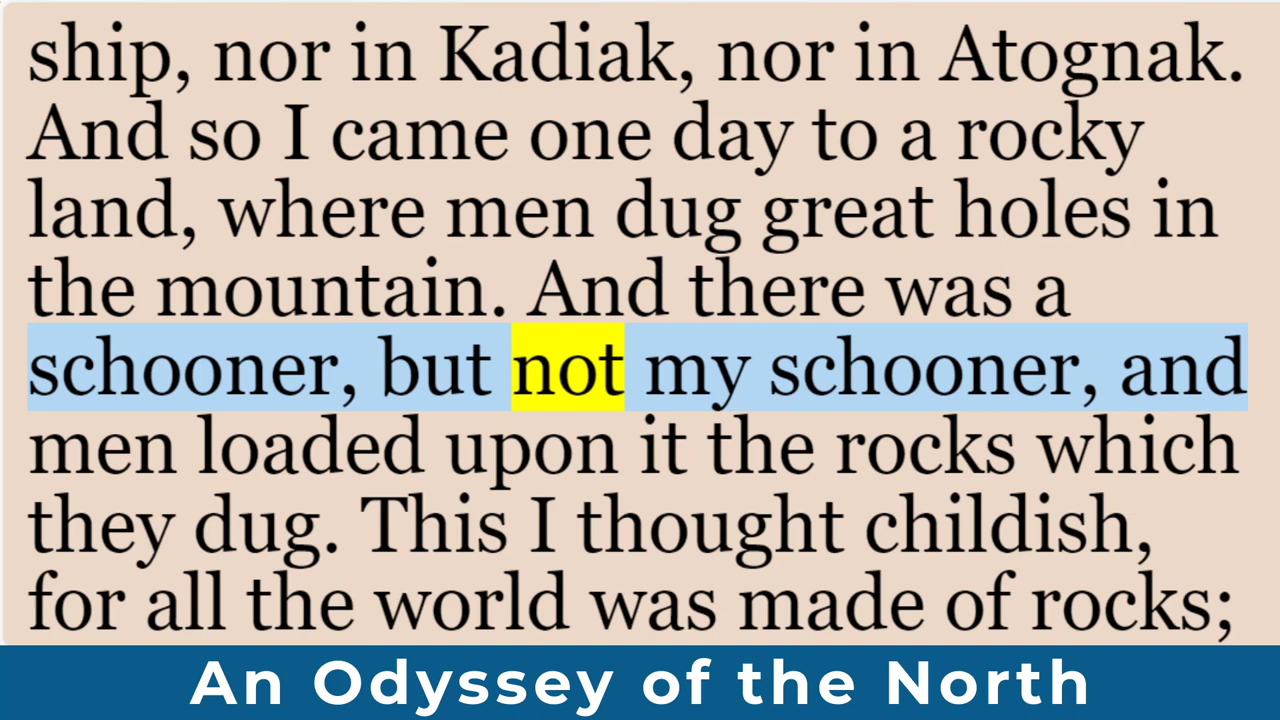 ship, nor in Kadiak, nor in Atognak.
And so I came one day to a rocky
land, where men dug great holes in
the mountain. And there was a
schooner, but not my schooner, and
men loaded upon it the rocks which
they dug. This I thought childish,
for all the world was made of rocks;
An Odyssey of the North